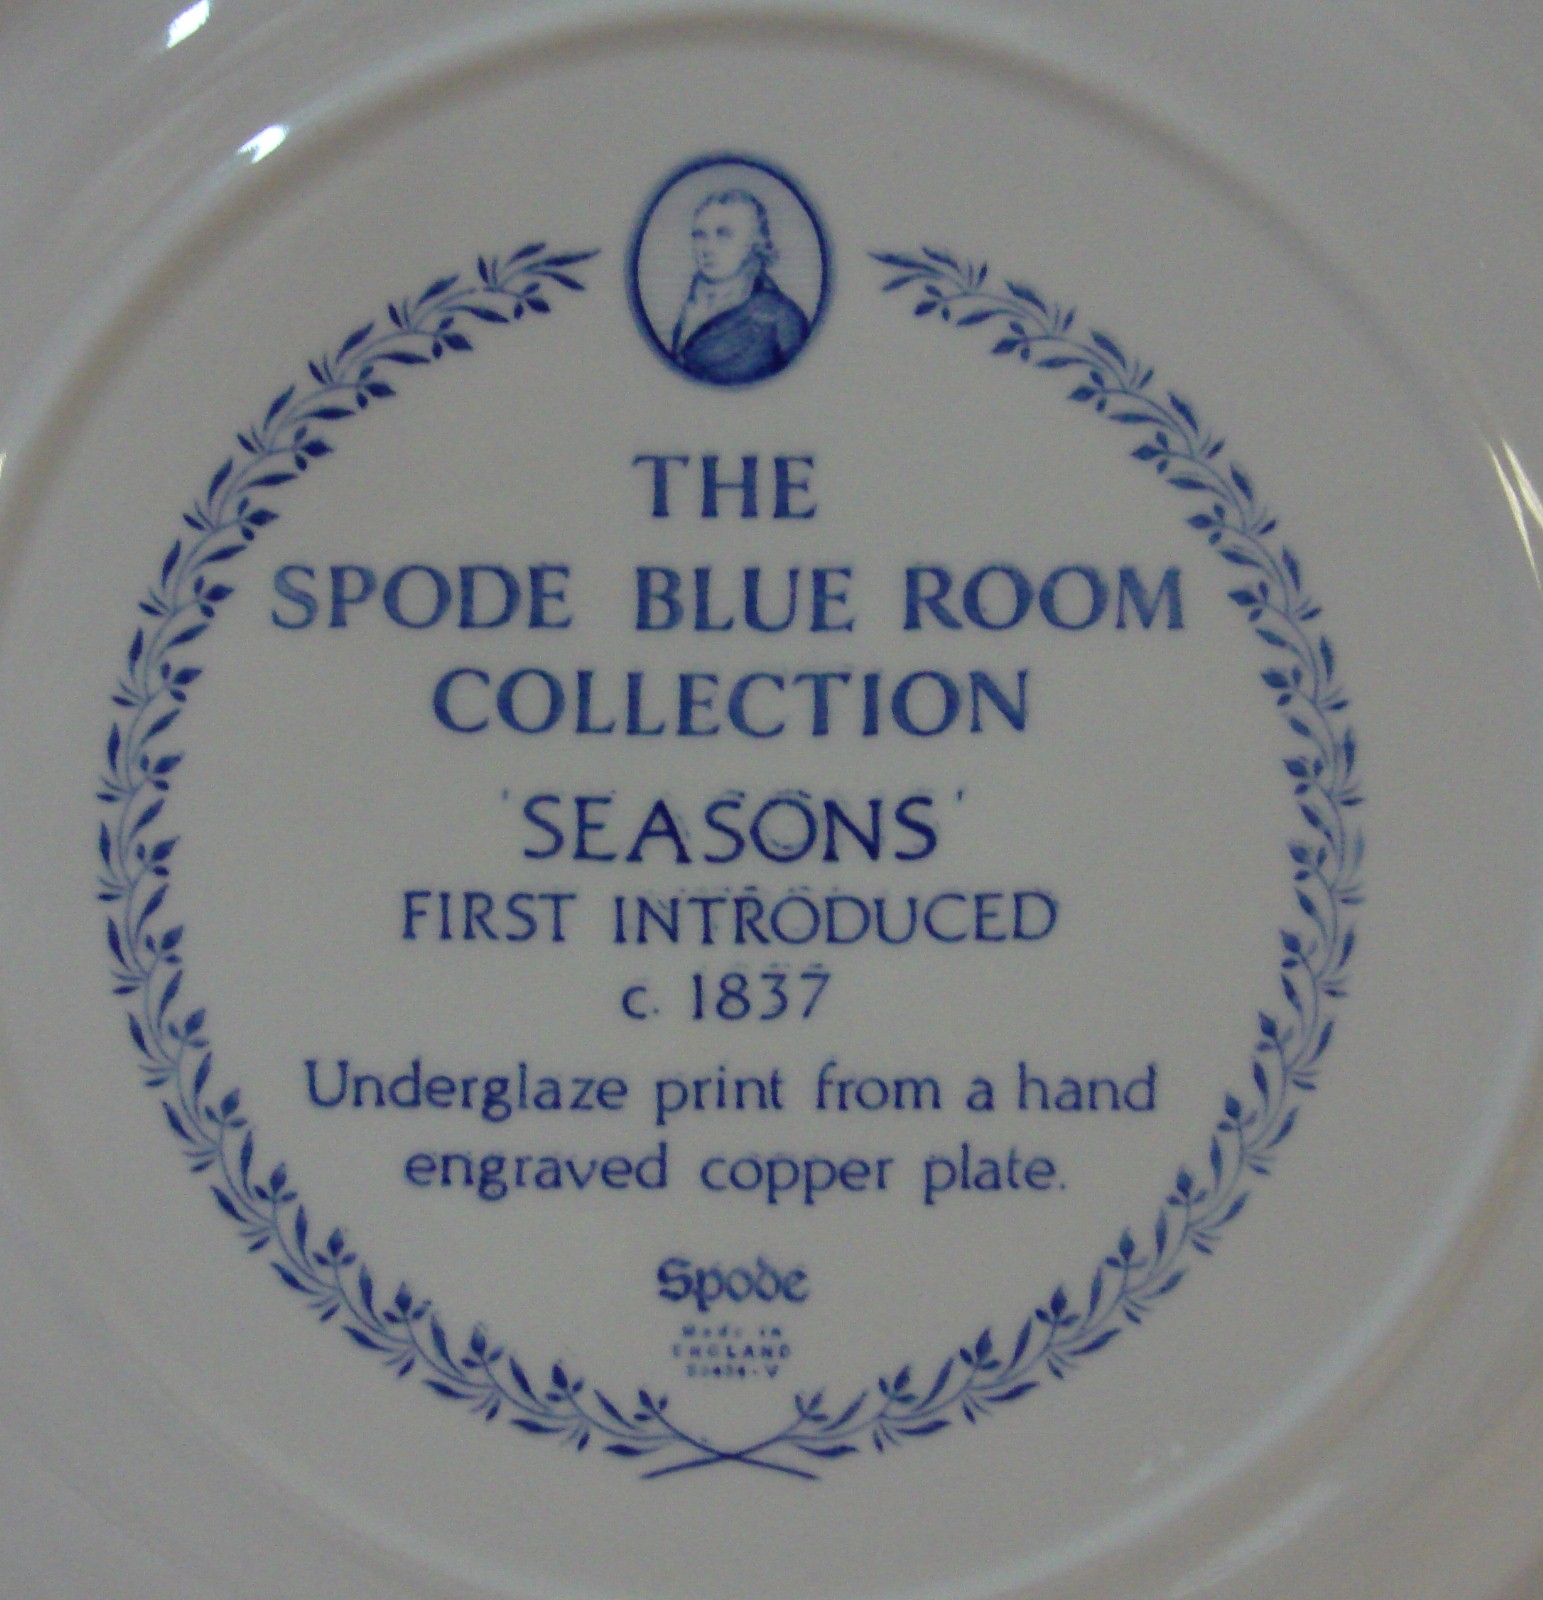 THE
SPODE BLUE ROOM
COLLECTION
'SEASONS'
FIRST INTRODUCED
c. 1837
Underglaze print from a hand
engraved copper plate.
Spode
Made in
ENGLAND